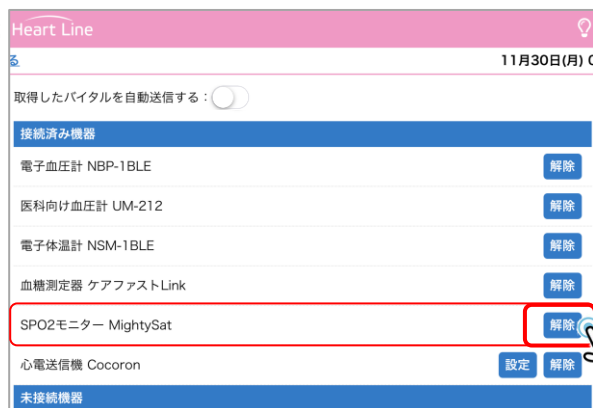 Heart Line
る
11月30日(月) 0
取得したバイタルを自動送信する：
接続済み機器
電子血圧計 NBP-1BLE 解除
医科向け血圧計 UM-212 解除
電子体温計 NSM-1BLE 解除
血糖測定器 ケアファストLink 解除
SPO2モニター MightySat 解除
心電送信機 Cocoron 設定 解除
未接続機器